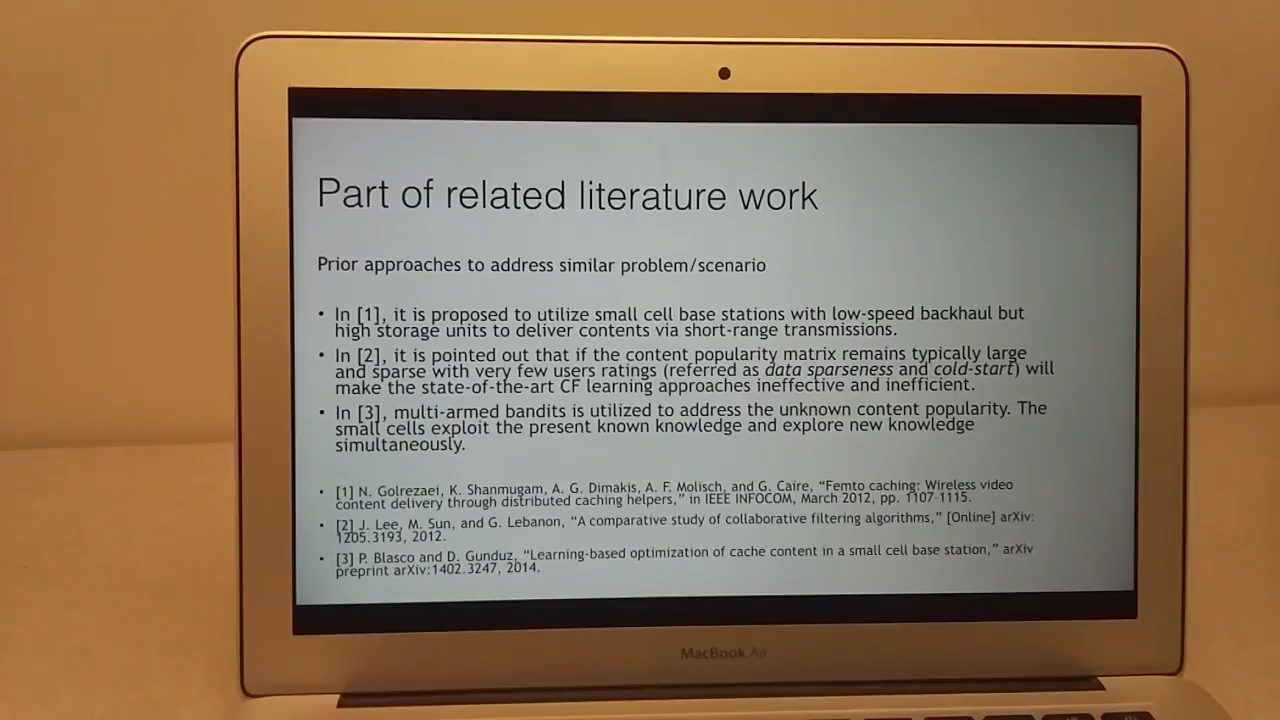 Part of related literature work
Prior approaches to address similar problem/scenario
• In [1], it is proposed to utilize small cell base stations with low-speed backhaul but
high storage units to deliver contents via short-range transmissions.
• In [2], it is pointed out that if the content popularity matrix remains typically large
and sparse with very few users ratings (referred as data sparseness and cold-start) will
make the state-of-the-art CF learning approaches ineffective and inefficient.
• In [3], multi-armed bandits is utilized to address the unknown content popularity. The
small cells exploit the present known knowledge and explore new knowledge
simultaneously.
• [1] N. Golrezaei, K. Shanmugam, A. G. Dimakis, A. F. Molisch, and G. Caire, “Femto caching: Wireless video
content delivery through distributed caching helpers,” in IEEE INFOCOM, March 2012, pp. 1107–1115.
• [2] J. Lee, M. Sun, and G. Lebanon, “A comparative study of collaborative filtering algorithms,” [Online] arXiv:
1205.3193, 2012.
• [3] P. Blasco and D. Gunduz, “Learning-based optimization of cache content in a small cell base station,” arXiv
preprint arXiv:1402.3247, 2014.
MacBook Air